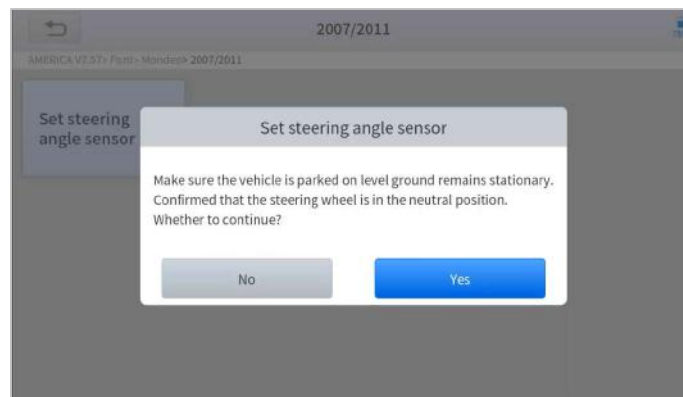 2007/2011
AMERICA V2.57> Ford> Mondeo> 2007/2011
Set steering
angle sensor
Set steering angle sensor
Make sure the vehicle is parked on level ground remains stationary.
Confirmed that the steering wheel is in the neutral position.
Whether to continue?
No Yes